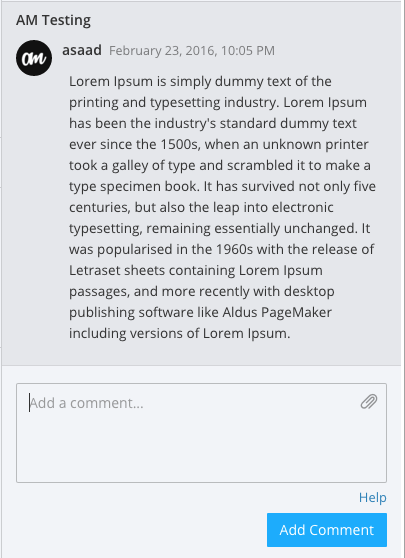 AM Testing
am
asaad February 23, 2016, 10:05 PM
Lorem Ipsum is simply dummy text of the
printing and typesetting industry. Lorem Ipsum
has been the industry's standard dummy text
ever since the 1500s, when an unknown printer
took a galley of type and scrambled it to make a
type specimen book. It has survived not only five
centuries, but also the leap into electronic
typesetting, remaining essentially unchanged. It
was popularised in the 1960s with the release of
Letraset sheets containing Lorem Ipsum
passages, and more recently with desktop
publishing software like Aldus PageMaker
including versions of Lorem Ipsum.
Add a comment...
Help
Add Comment